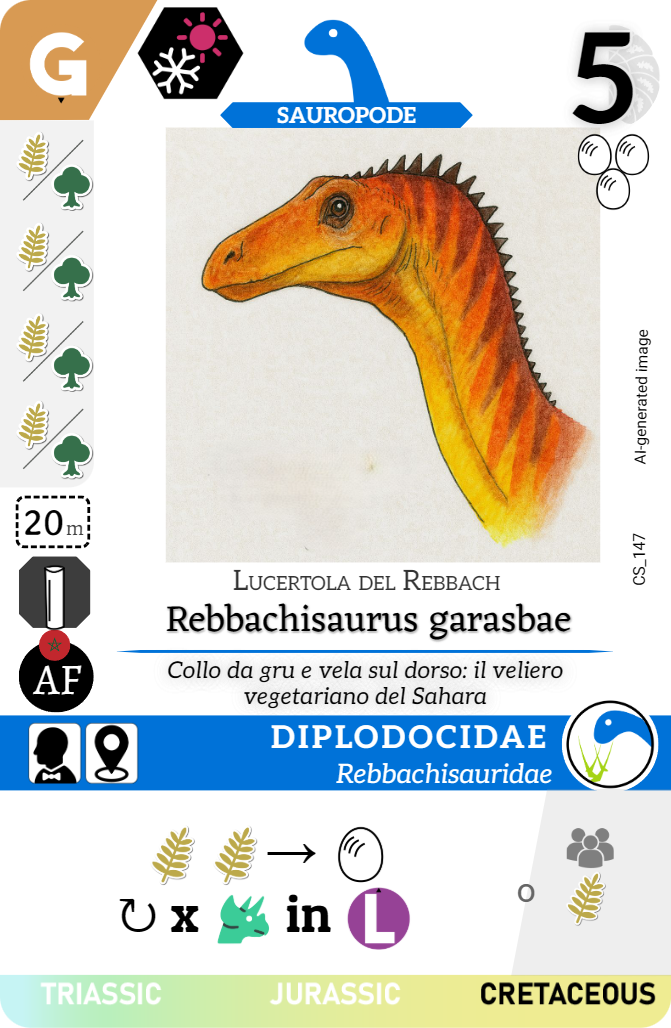 G
5
SAUROPODE
20 m
AF
AI-generated image
CS_147
Lucertola del Rebbach
Rebbachisaurus garasbae
Collo da gru e vela sul dorso: il veliero
vegetariano del Sahara
DIPLODOCIDAE
Rebbachisauridae
x in L
o
TRIASSIC JURASSIC CRETACEOUS